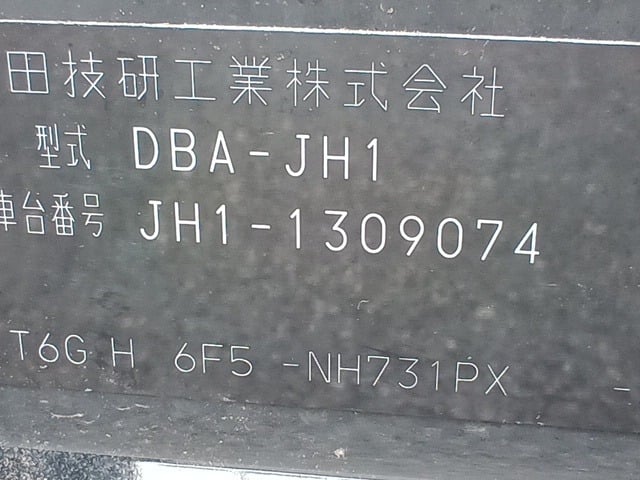 田技研工業株式会社
型式 DBA-JH1
車台番号 JH1-1309074
T6G H 6F5 -NH731PX -